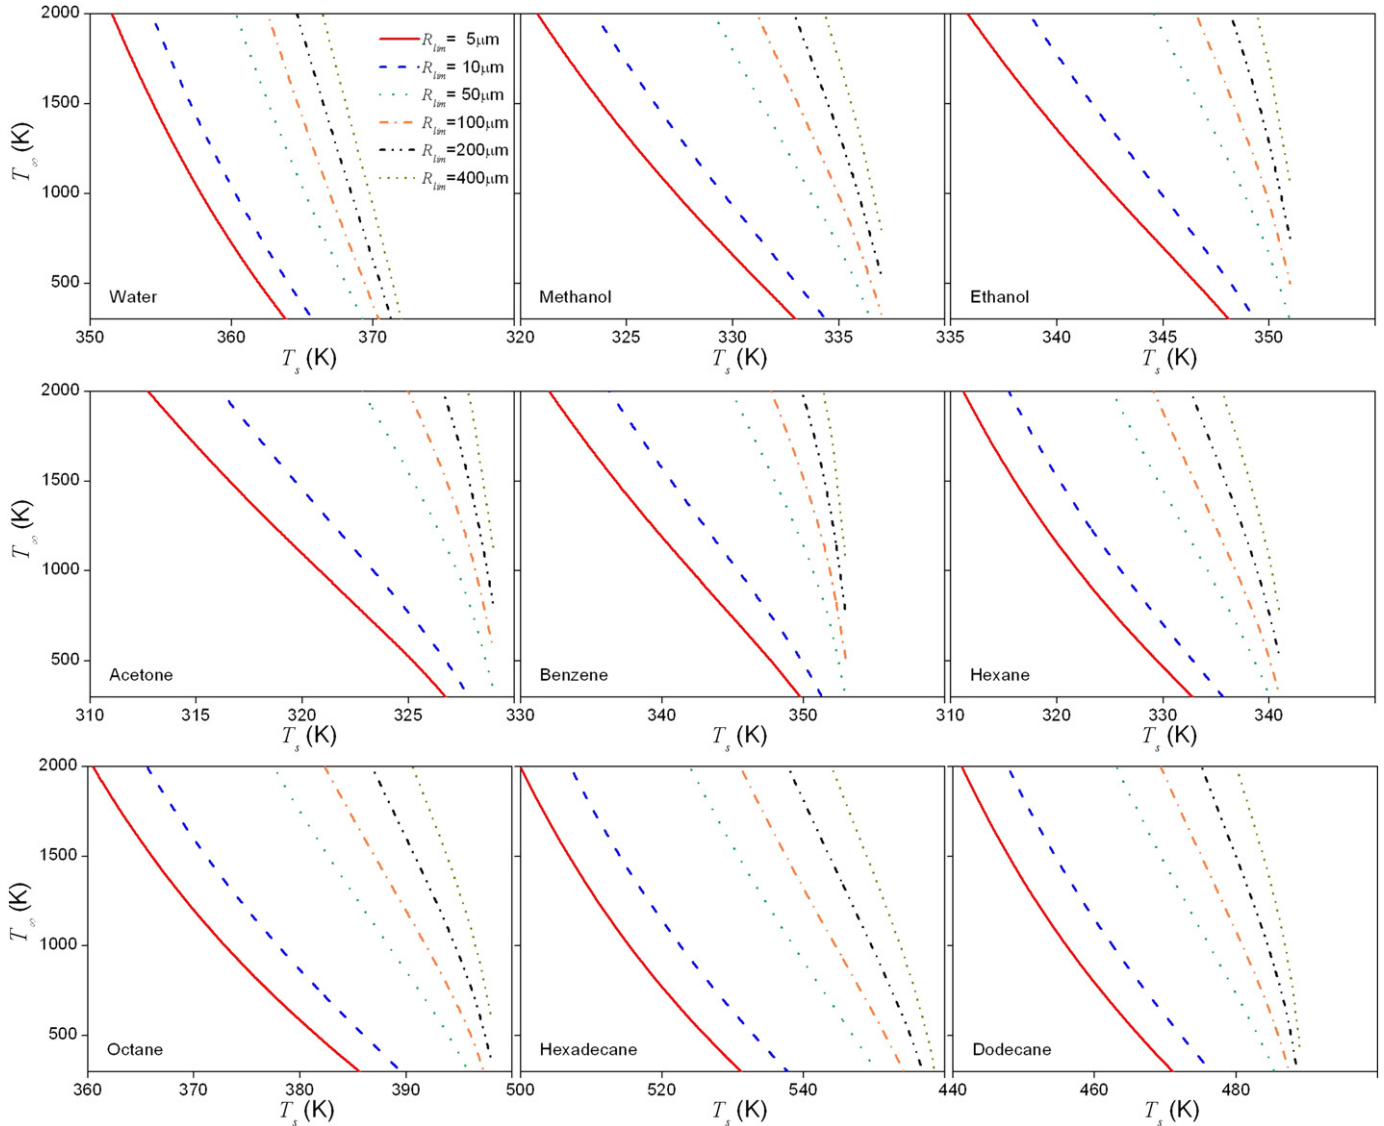 2000
1500
1000
500
T∞ (K)
R_lim = 5μm
R_lim = 10μm
R_lim = 50μm
R_lim =100μm
R_lim =200μm
R_lim =400μm
Water
Methanol
Ethanol
350 360 370 320 325 330 335 335 340 345 350
T_s (K) T_s (K) T_s (K)
2000
1500
1000
500
T∞ (K)
Acetone
Benzene
Hexane
310 315 320 325 330 340 350 310 320 330 340
T_s (K) T_s (K) T_s (K)
2000
1500
1000
500
T∞ (K)
Octane
Hexadecane
Dodecane
360 370 380 390 500 520 540 440 460 480
T_s (K) T_s (K) T_s (K)